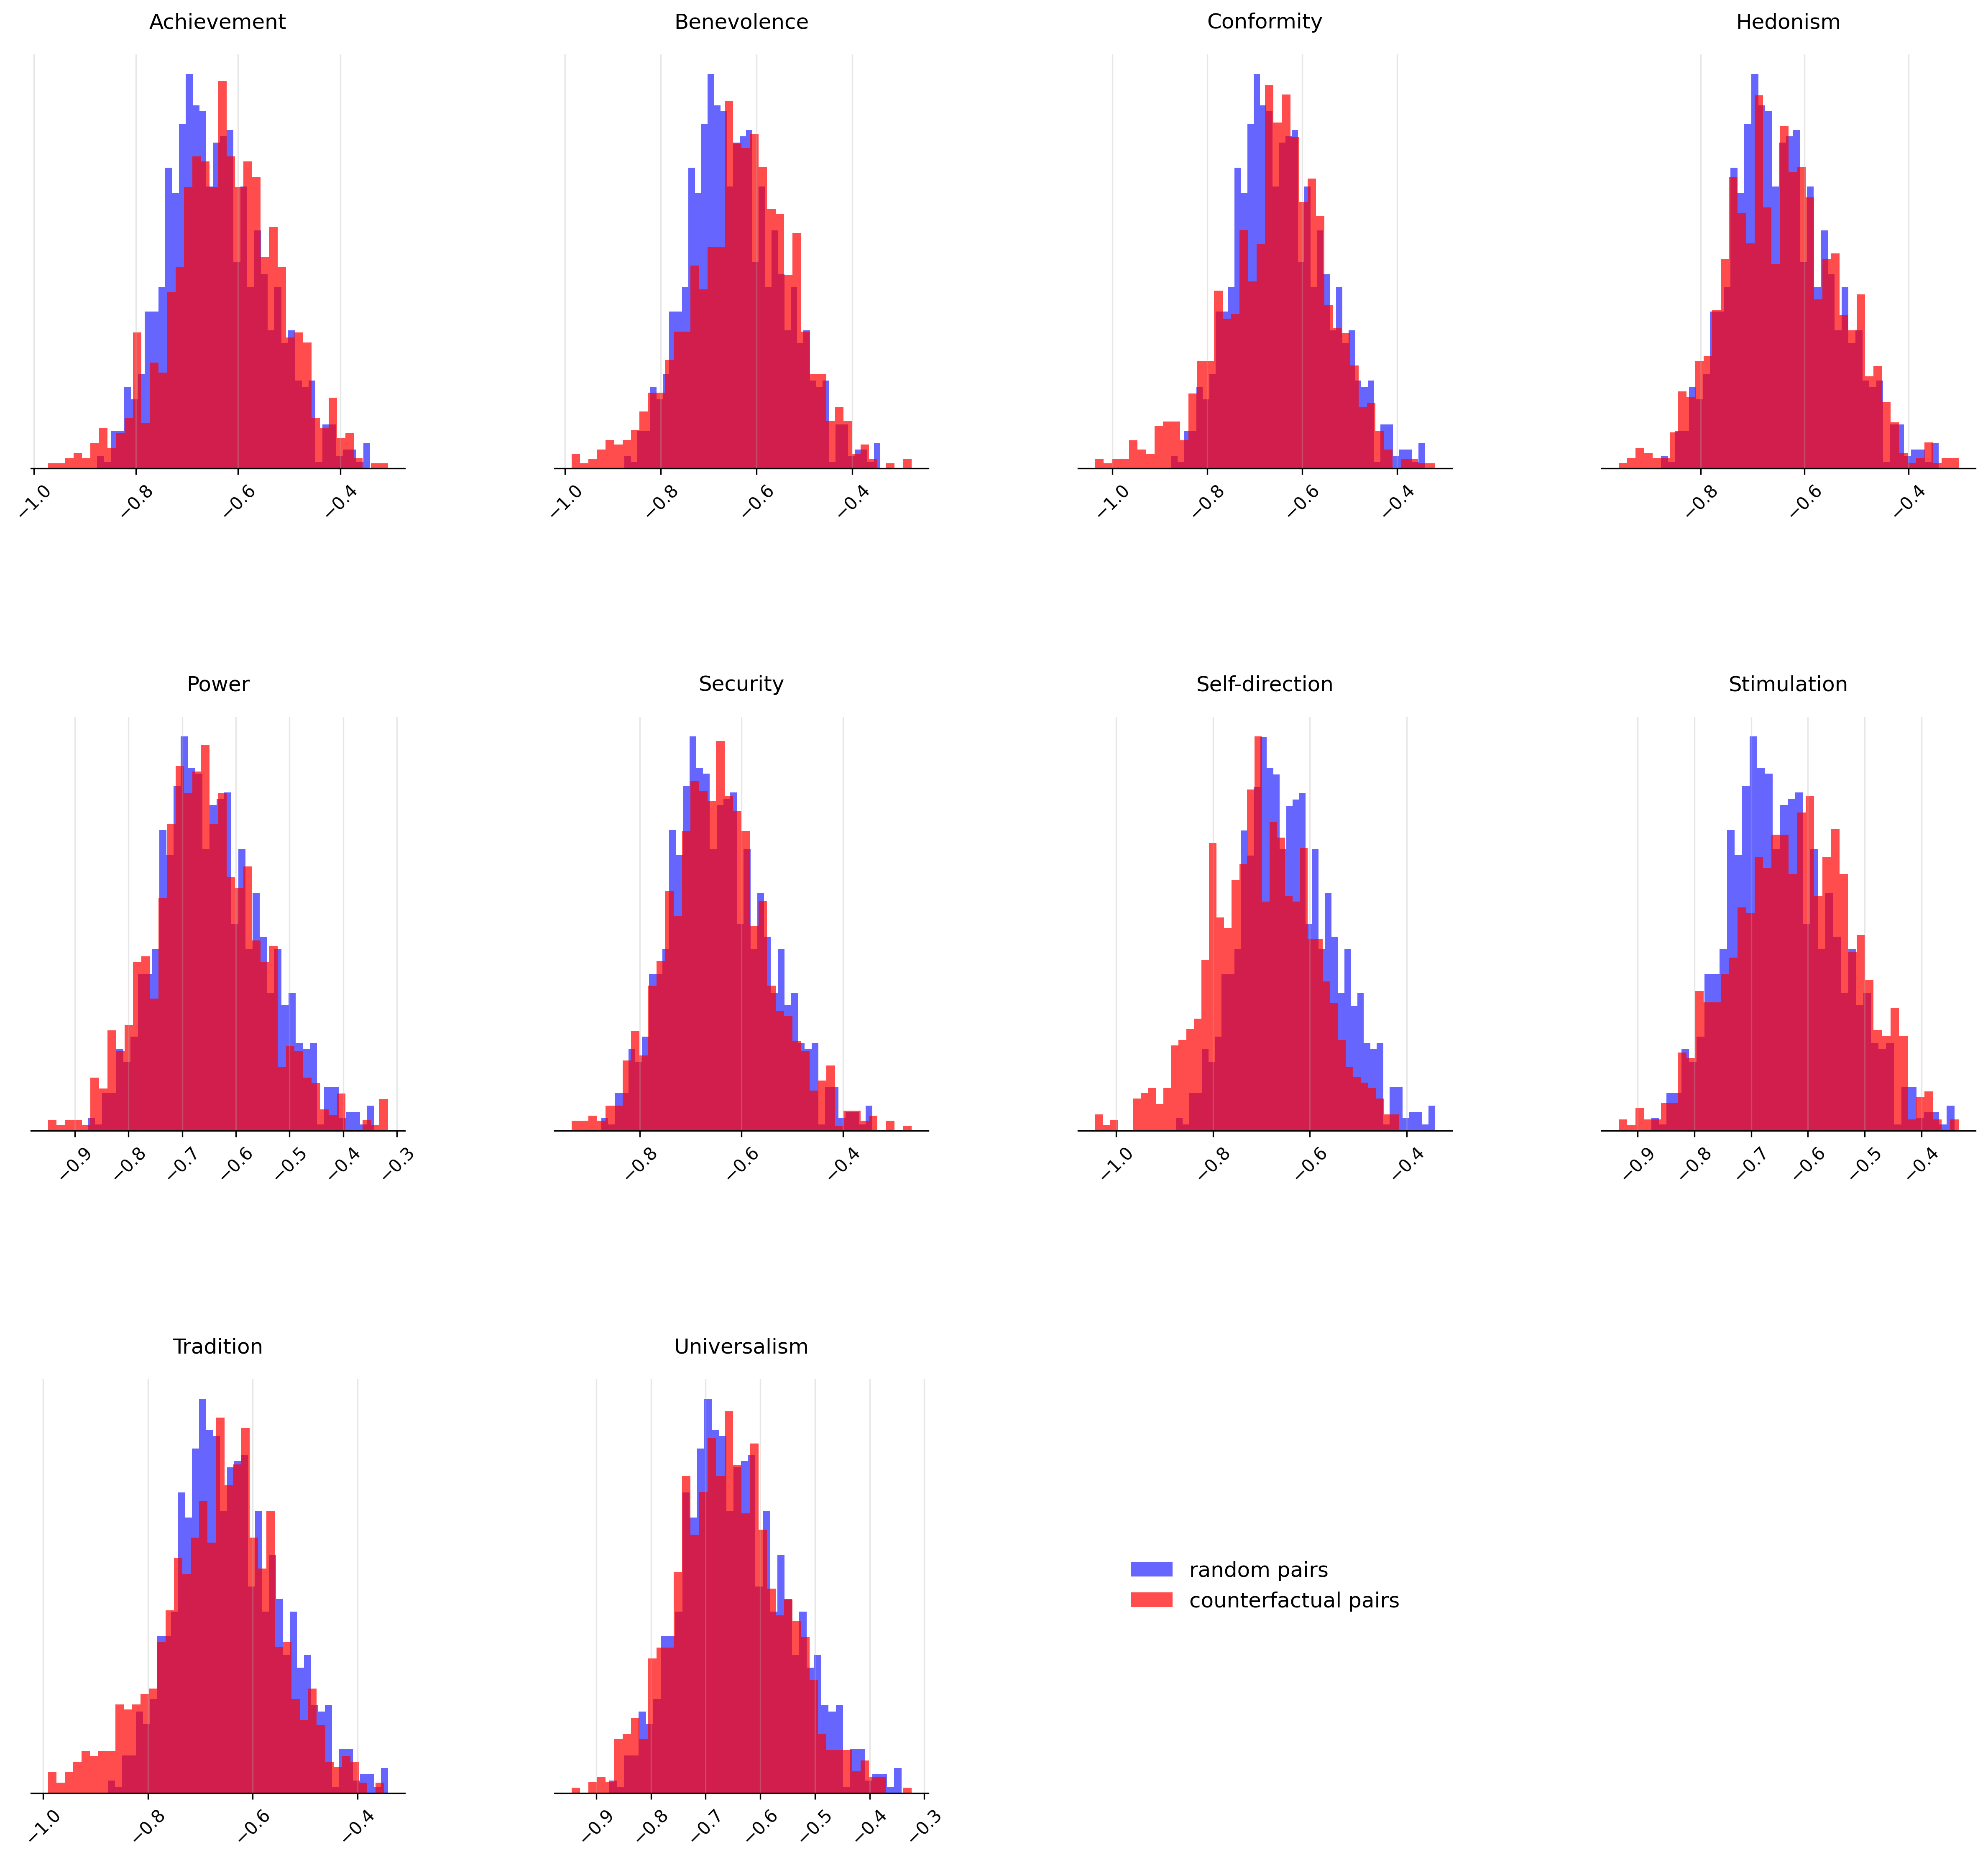 Achievement
Benevolence
Conformity
Hedonism
−1.0 −0.8 −0.6 −0.4
−1.0 −0.8 −0.6 −0.4
−1.0 −0.8 −0.6 −0.4
−0.8 −0.6 −0.4
Power
Security
Self-direction
Stimulation
−0.9 −0.8 −0.7 −0.6 −0.5 −0.4 −0.3
−0.8 −0.6 −0.4
−1.0 −0.8 −0.6 −0.4
−0.9 −0.8 −0.7 −0.6 −0.5 −0.4
Tradition
Universalism
random pairs
counterfactual pairs
−1.0 −0.8 −0.6 −0.4
−0.9 −0.8 −0.7 −0.6 −0.5 −0.4 −0.3